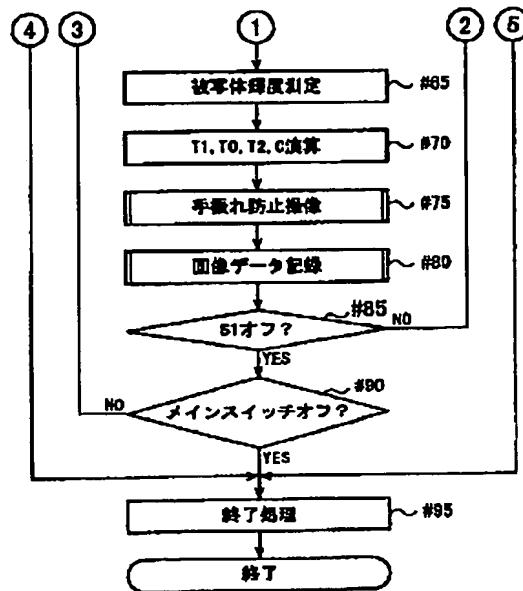 4 3 1 2 5
被写体輝度測定 #65
T1,T0,T2,C演算 #70
手振れ防止撮像 #75
画像データ記録 #80
#85
S1オフ? NO
YES
#90
NO メインスイッチオフ?
YES
終了処理 #95
終了